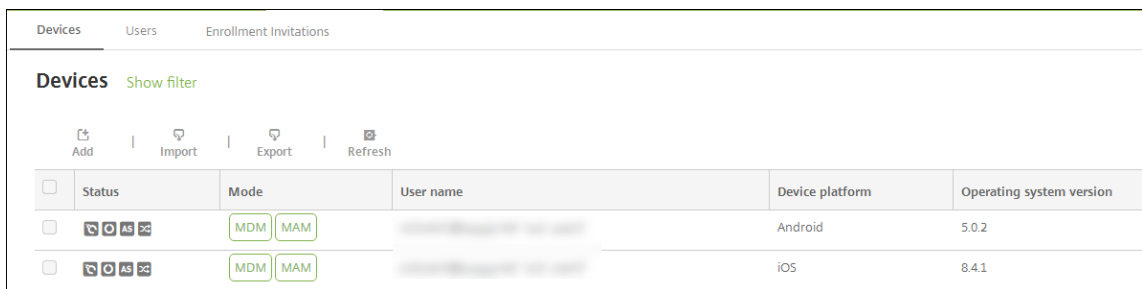 Devices Users Enrollment Invitations
Devices Show filter
Add | Import | Export | Refresh
Status Mode User name Device platform Operating system version
AS MDM MAM Android 5.0.2
AS MDM MAM iOS 8.4.1